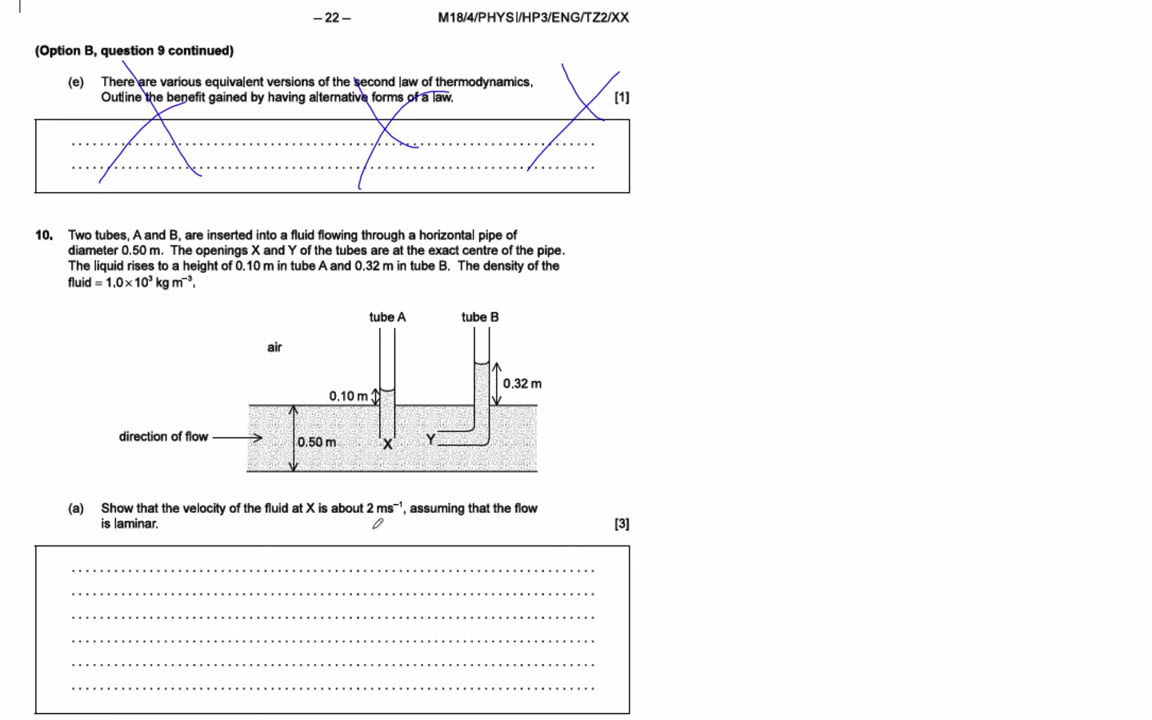 – 22 –
M18/4/PHYSI/HP3/ENG/TZ2/XX
(Option B, question 9 continued)
(e) There are various equivalent versions of the second law of thermodynamics.
Outline the benefit gained by having alternative forms of a law.
[1]
10. Two tubes, A and B, are inserted into a fluid flowing through a horizontal pipe of
diameter 0.50 m. The openings X and Y of the tubes are at the exact centre of the pipe.
The liquid rises to a height of 0.10 m in tube A and 0.32 m in tube B. The density of the
fluid = 1.0×10³ kg m⁻³.
tube A
tube B
air
0.32 m
0.10 m
direction of flow
0.50 m
X
Y
(a) Show that the velocity of the fluid at X is about 2 ms⁻¹, assuming that the flow
is laminar.
[3]